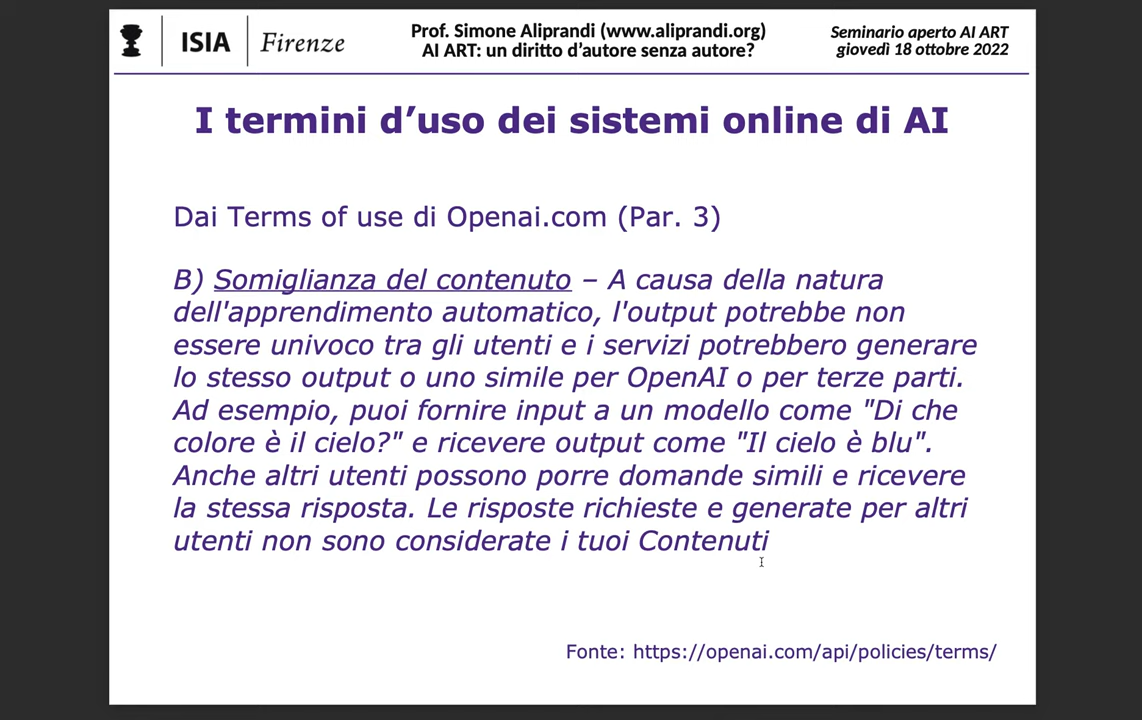 ISIA Firenze
Prof. Simone Aliprandi (www.aliprandi.org)
AI ART: un diritto d’autore senza autore?
Seminario aperto AI ART
giovedì 18 ottobre 2022
I termini d’uso dei sistemi online di AI
Dai Terms of use di Openai.com (Par. 3)
B) Somiglianza del contenuto – A causa della natura
dell'apprendimento automatico, l'output potrebbe non
essere univoco tra gli utenti e i servizi potrebbero generare
lo stesso output o uno simile per OpenAI o per terze parti.
Ad esempio, puoi fornire input a un modello come "Di che
colore è il cielo?" e ricevere output come "Il cielo è blu".
Anche altri utenti possono porre domande simili e ricevere
la stessa risposta. Le risposte richieste e generate per altri
utenti non sono considerate i tuoi Contenuti
Fonte: https://openai.com/api/policies/terms/